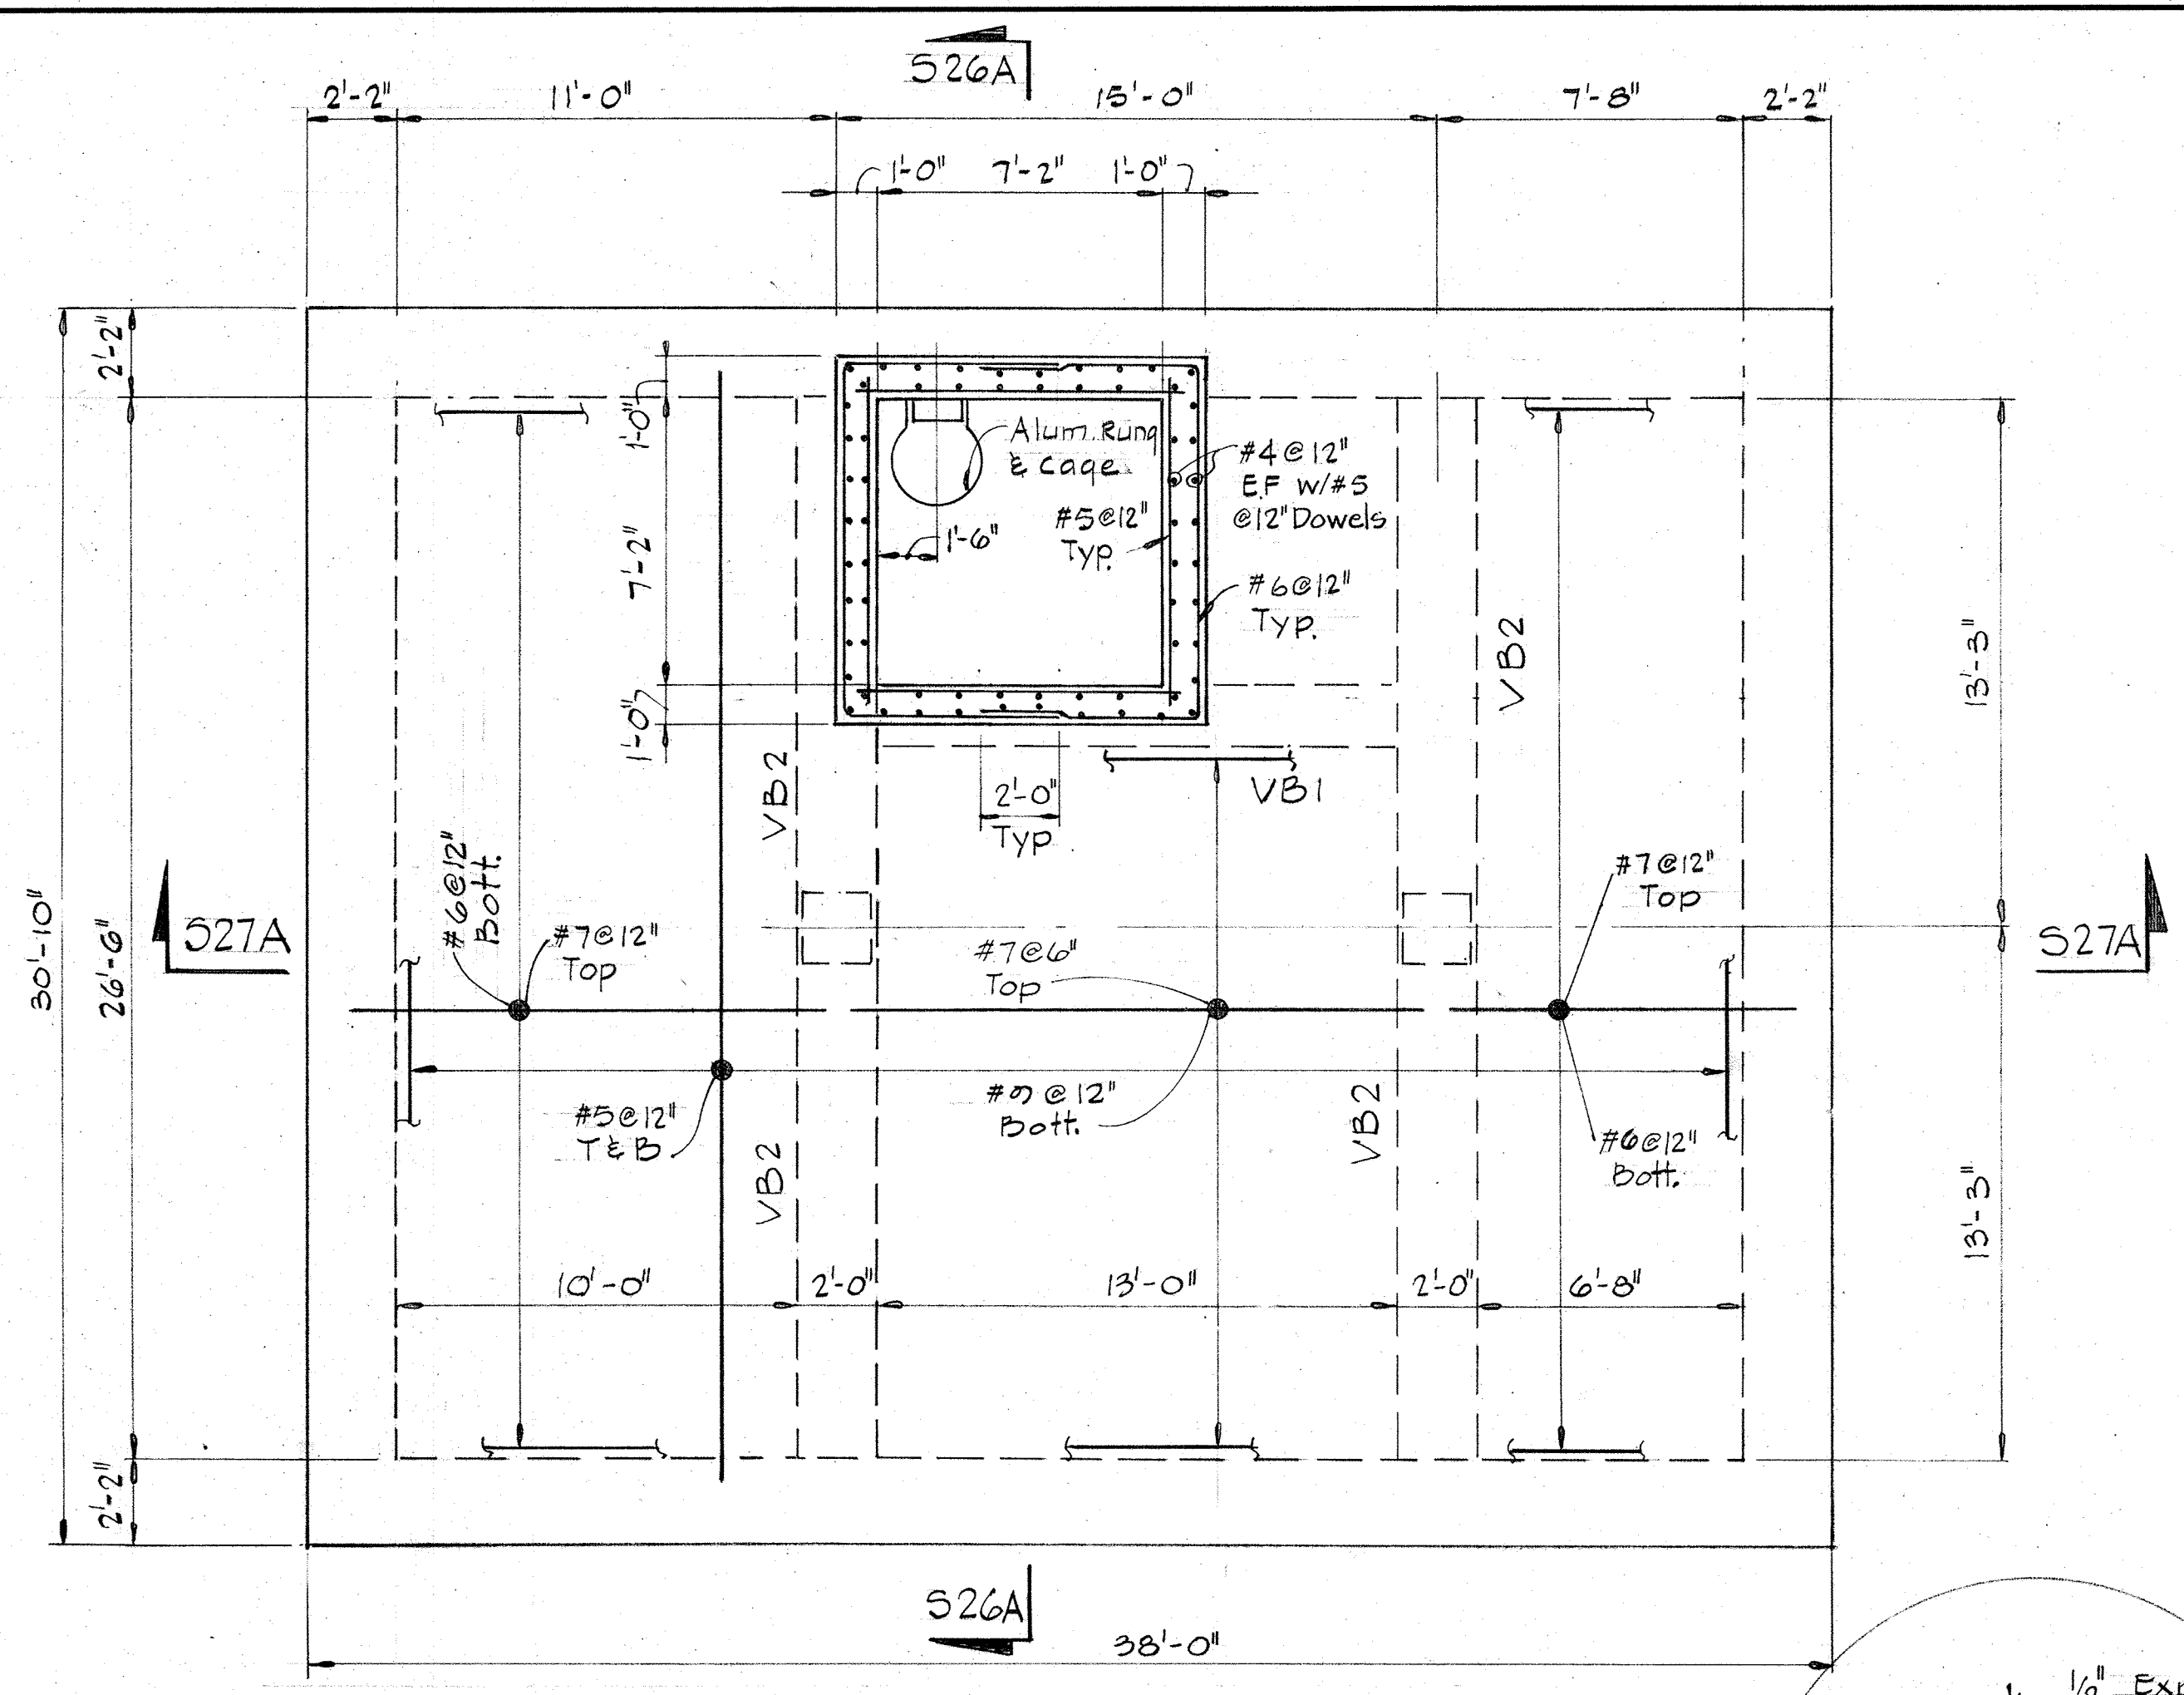 S26A
2'-2"
11'-0"
15'-0"
7'-8"
2'-2"
1'-0"
7'-2"
1'-0"
2'-2"
1'-0"
Alum. Rung
& Cage
#4@12"
E.F W/#5
@12" Dowels
#5@12"
Typ.
1'-6"
7'-2"
#6@12"
Typ.
VB2
13'-3"
1'-0"
VB2
VB1
2'-0"
Typ
#6@12"
Bott.
#7@12"
Top
#7@6"
Top
#7@12"
Top
30'-10"
26'-6"
S27A
S27A
#5@12"
T & B
VB2
@12"
Bott.
VB2
#6@12"
Bott.
13'-3"
10'-0"
2'-0"
13'-0"
2'-0"
6'-8"
2'-2"
S26A
38'-0"
1/2" Exp